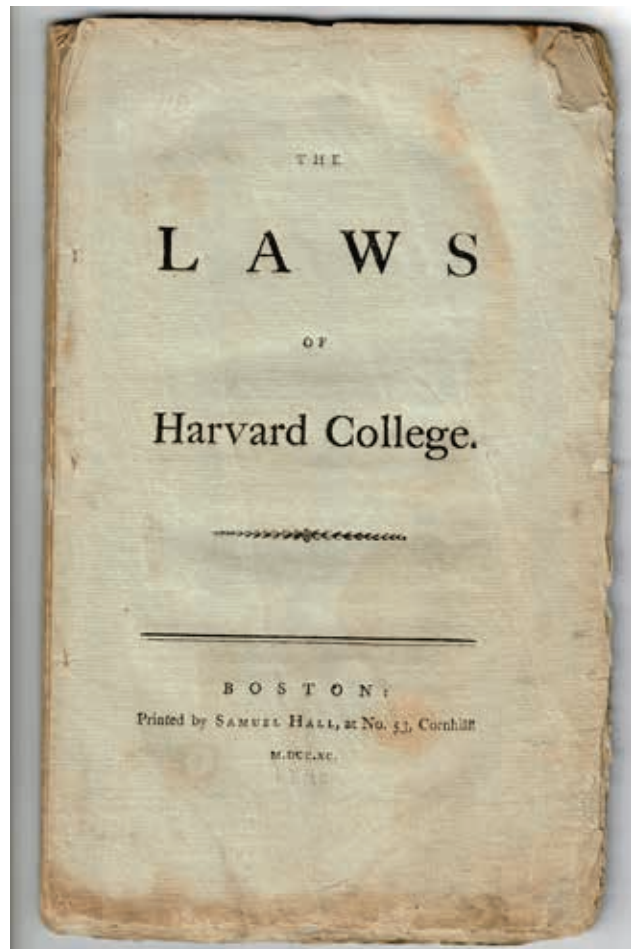 THE
LAWS
OF
Harvard College.
BOSTON:
Printed by SAMUEL HALL, at No. 53, Cornhill
M.DCC.XC.